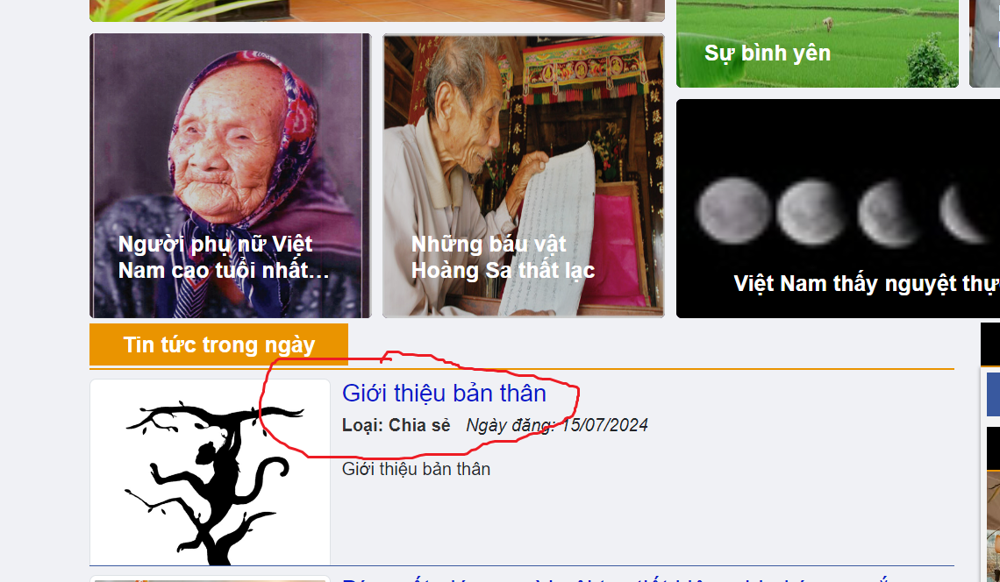 Sự bình yên
Người phụ nữ Việt
Nam cao tuổi nhất...
Những báu vật
Hoàng Sa thất lạc
Việt Nam thấy nguyệt thự
Tin tức trong ngày
Giới thiệu bản thân
Loại: Chia sẻ Ngày đăng: 15/07/2024
Giới thiệu bản thân